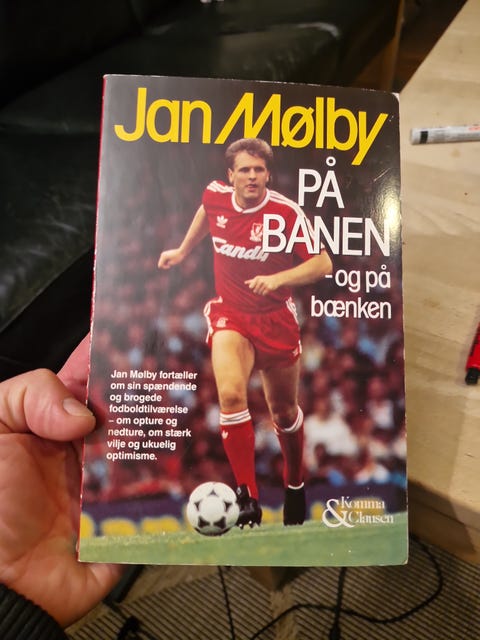 Jan Mølby
PÅ
BANEN
- og på
bænken
Candy
Jan Mølby fortæller
om sin spændende
og brogede
fodboldtilværelse
– om opture og
nedture, om stærk
vilje og ukuelig
optimisme.
Komma
& Clausen